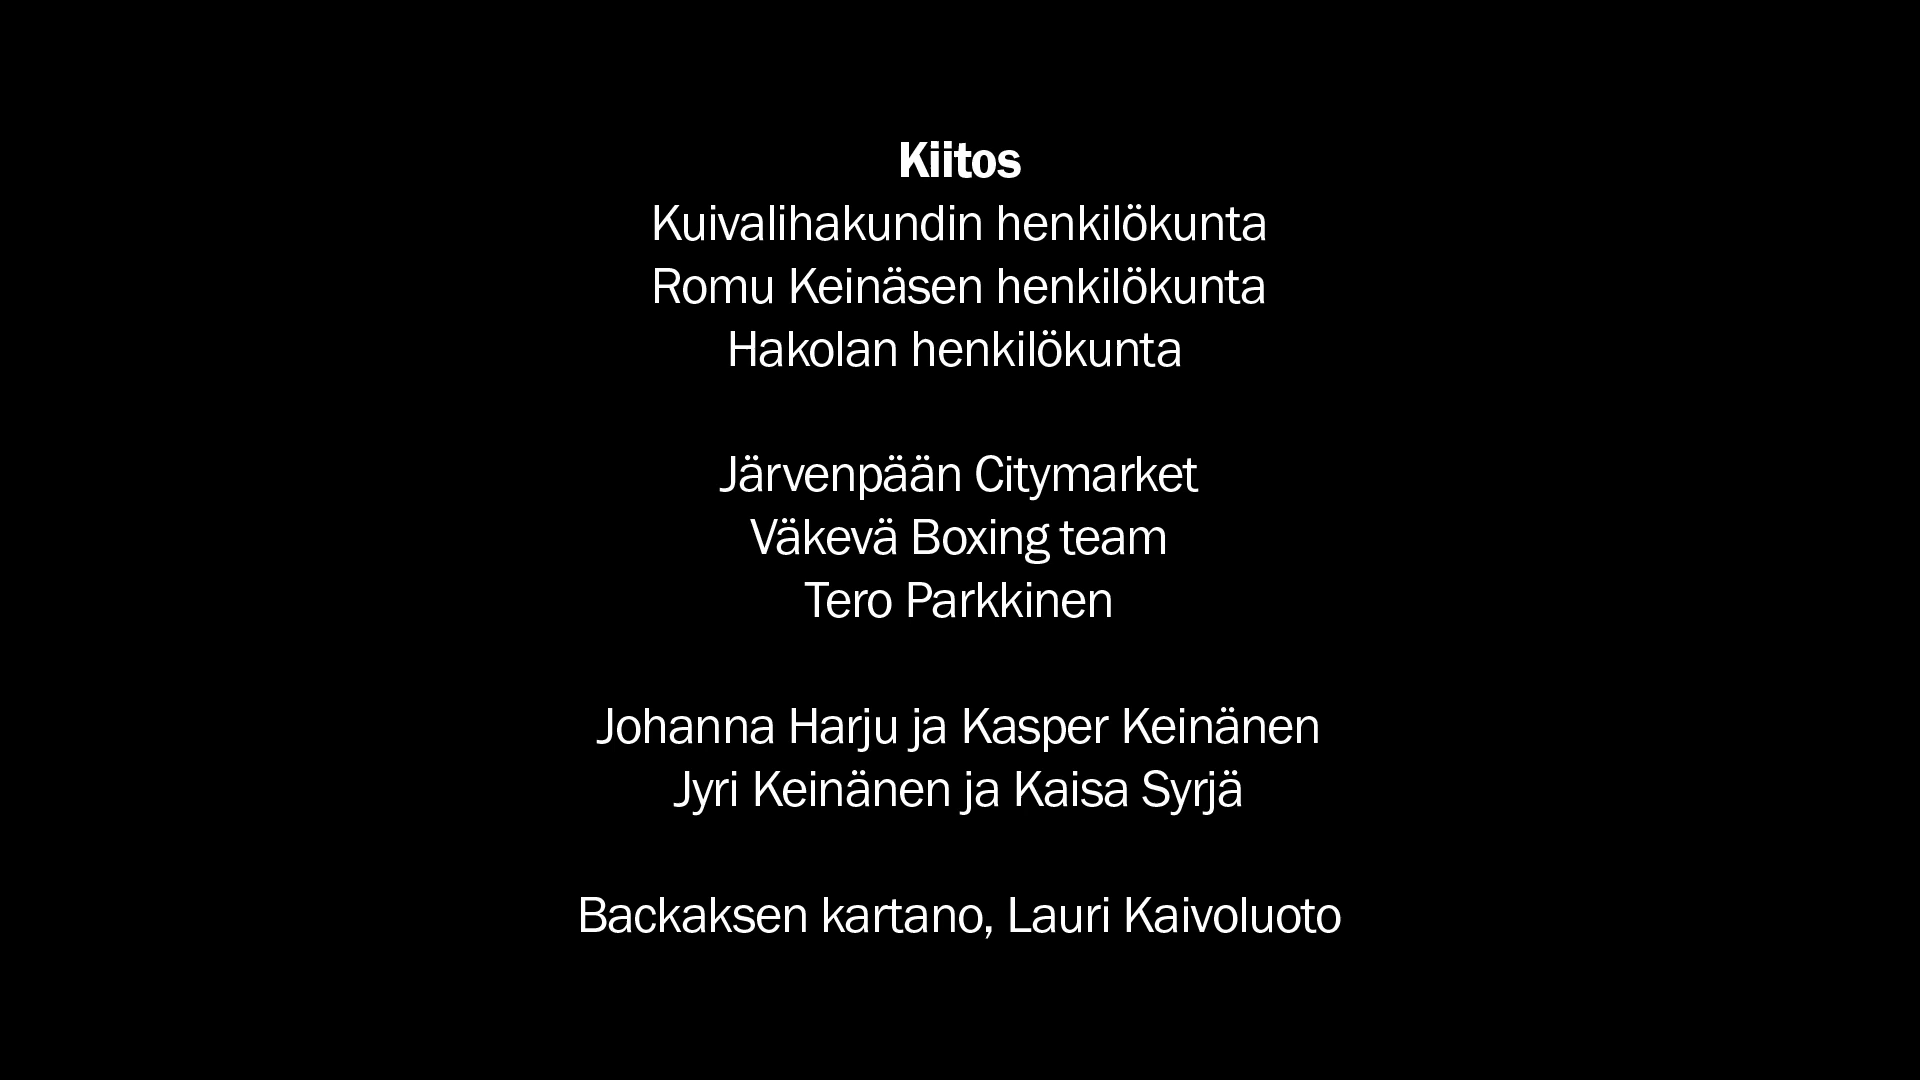 Kiitos
Kuivalihakundin henkilökunta
Romu Keinäsen henkilökunta
Hakolan henkilökunta
Järvenpään Citymarket
Väkevä Boxing team
Tero Parkkinen
Johanna Harju ja Kasper Keinänen
Jyri Keinänen ja Kaisa Syrjä
Backaksen kartano, Lauri Kaivoluoto